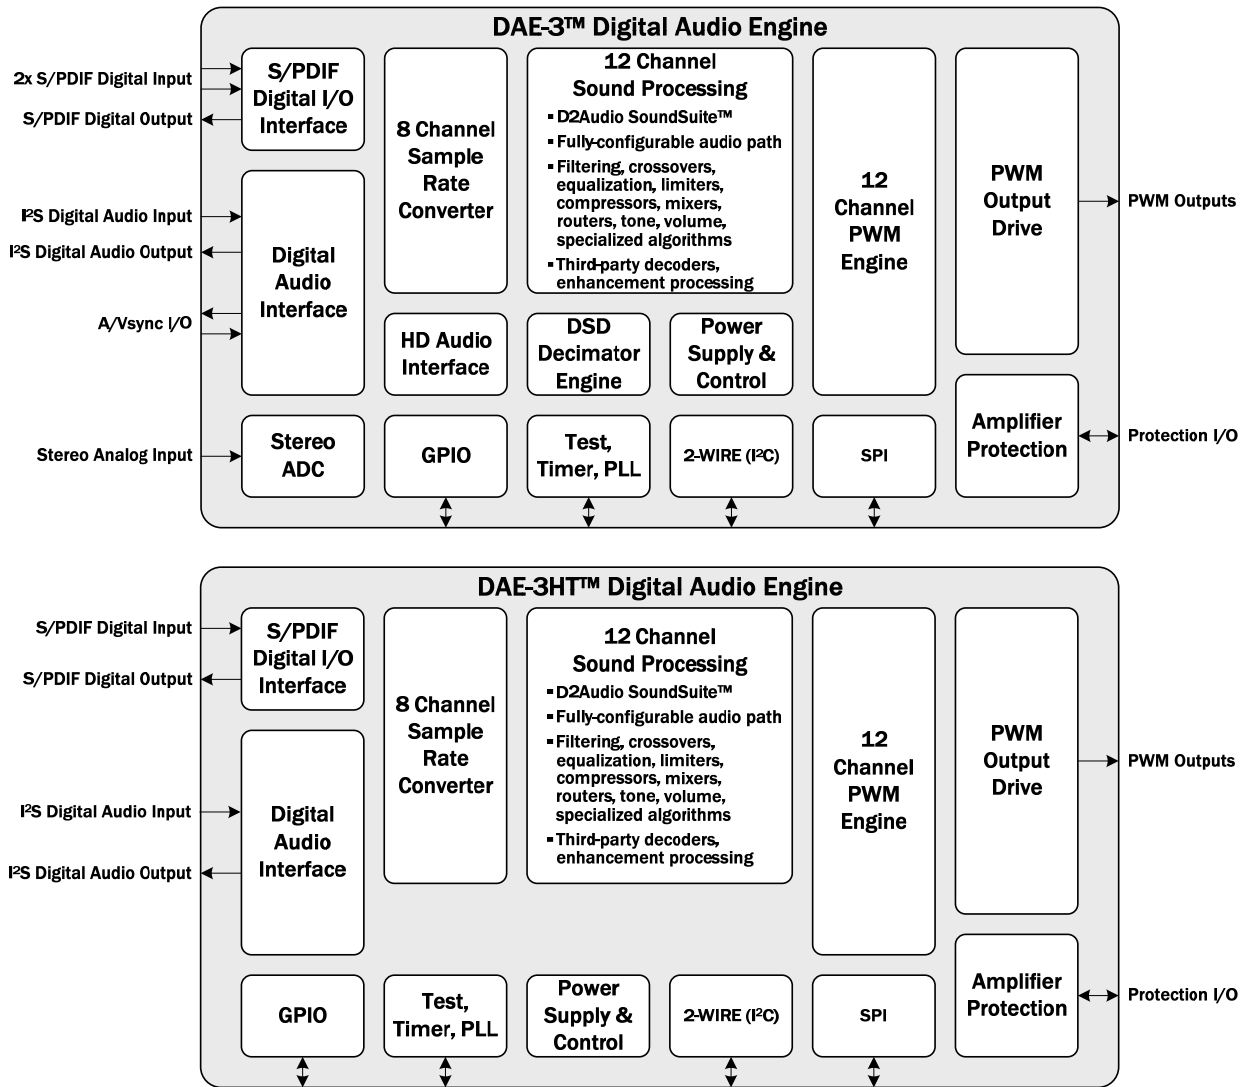 DAE-3™ Digital Audio Engine
2x S/PDIF Digital Input
S/PDIF Digital Output
I²S Digital Audio Input
I²S Digital Audio Output
A/Vsync I/O
Stereo Analog Input
S/PDIF
Digital I/O
Interface
Digital
Audio
Interface
Stereo
ADC
8 Channel
Sample
Rate
Converter
HD Audio
Interface
GPIO
12 Channel
Sound Processing
▪ D2Audio SoundSuite™
▪ Fully-configurable audio path
▪ Filtering, crossovers,
equalization, limiters,
compressors, mixers,
routers, tone, volume,
specialized algorithms
▪ Third-party decoders,
enhancement processing
DSD
Decimator
Engine
Power
Supply &
Control
Test,
Timer, PLL
2-WIRE (I²C)
12
Channel
PWM
Engine
SPI
PWM
Output
Drive
Amplifier
Protection
PWM Outputs
Protection I/O
DAE-3HT™ Digital Audio Engine
S/PDIF Digital Input
S/PDIF Digital Output
I²S Digital Audio Input
I²S Digital Audio Output
S/PDIF
Digital I/O
Interface
Digital
Audio
Interface
8 Channel
Sample
Rate
Converter
12 Channel
Sound Processing
▪ D2Audio SoundSuite™
▪ Fully-configurable audio path
▪ Filtering, crossovers,
equalization, limiters,
compressors, mixers,
routers, tone, volume,
specialized algorithms
▪ Third-party decoders,
enhancement processing
12
Channel
PWM
Engine
PWM
Output
Drive
PWM Outputs
GPIO
Test,
Timer, PLL
Power
Supply &
Control
2-WIRE (I²C)
SPI
Amplifier
Protection
Protection I/O